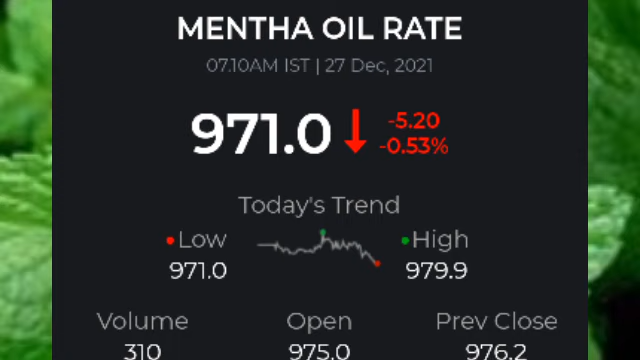 MENTHA OIL RATE
07.10AM IST | 27 Dec, 2021
971.0 -5.20
-0.53%
Today's Trend
Low High
971.0 979.9
Volume Open Prev Close
310 975.0 976.2